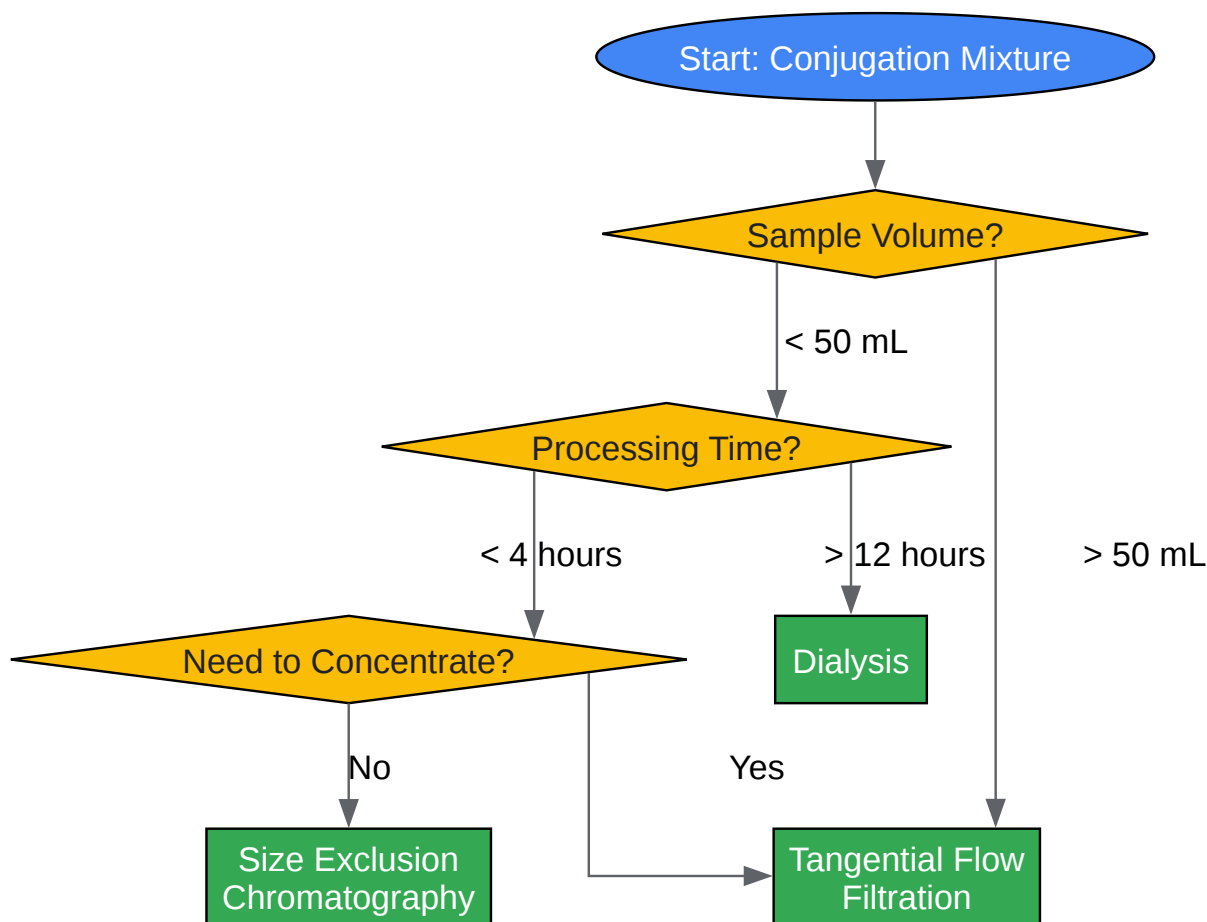 Start: Conjugation Mixture
Sample Volume?
< 50 mL
Processing Time?
< 4 hours
> 12 hours
> 50 mL
Need to Concentrate?
Dialysis
No
Yes
Size Exclusion
Chromatography
Tangential Flow
Filtration